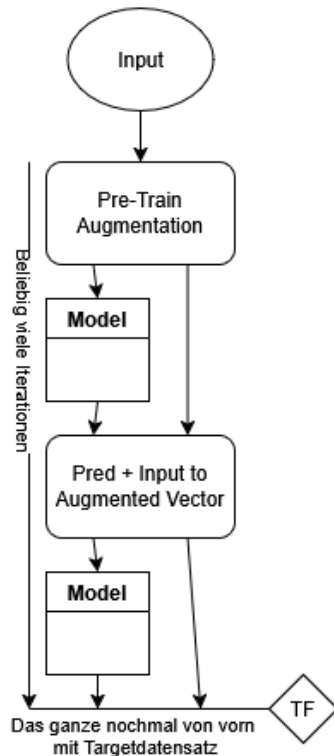 Input
Pre-Train
Augmentation
Beliebig viele Iterationen
Model
Pred + Input to
Augmented Vector
Model
TF
Das ganze nochmal von vorn
mit Targetdatensatz